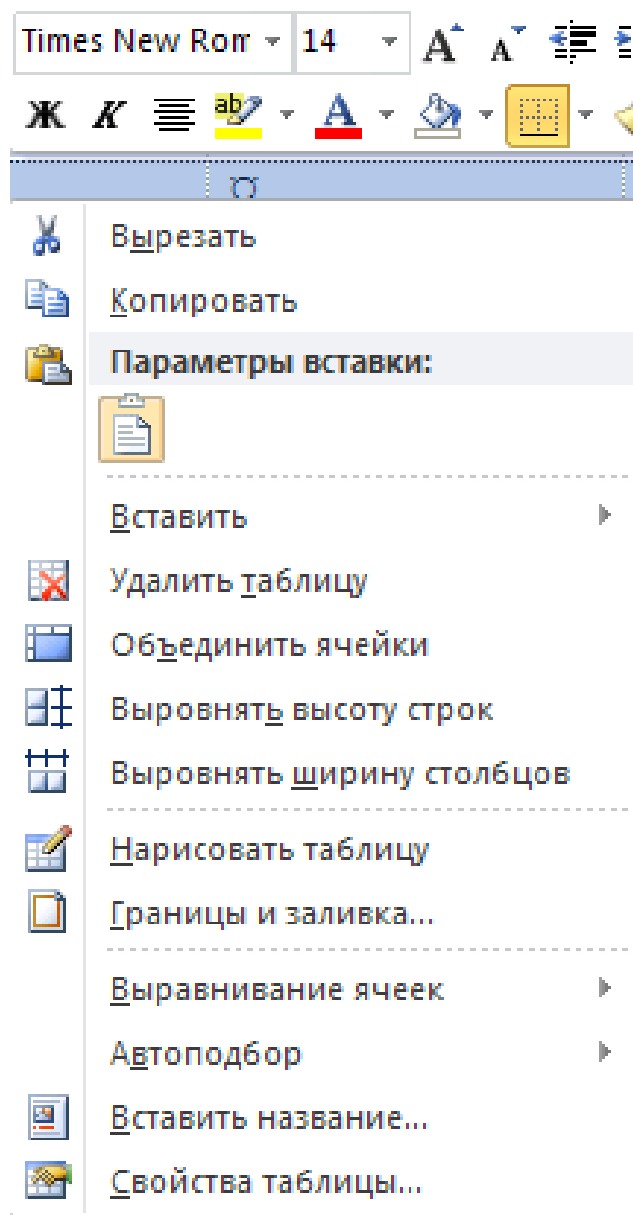 Times New Rom 14 A A
Ж К ab A
¤
Вырезать
Копировать
Параметры вставки:
Вставить
Удалить таблицу
Объединить ячейки
Выровнять высоту строк
Выровнять ширину столбцов
Нарисовать таблицу
Границы и заливка...
Выравнивание ячеек
Автоподбор
Вставить название...
Свойства таблицы...